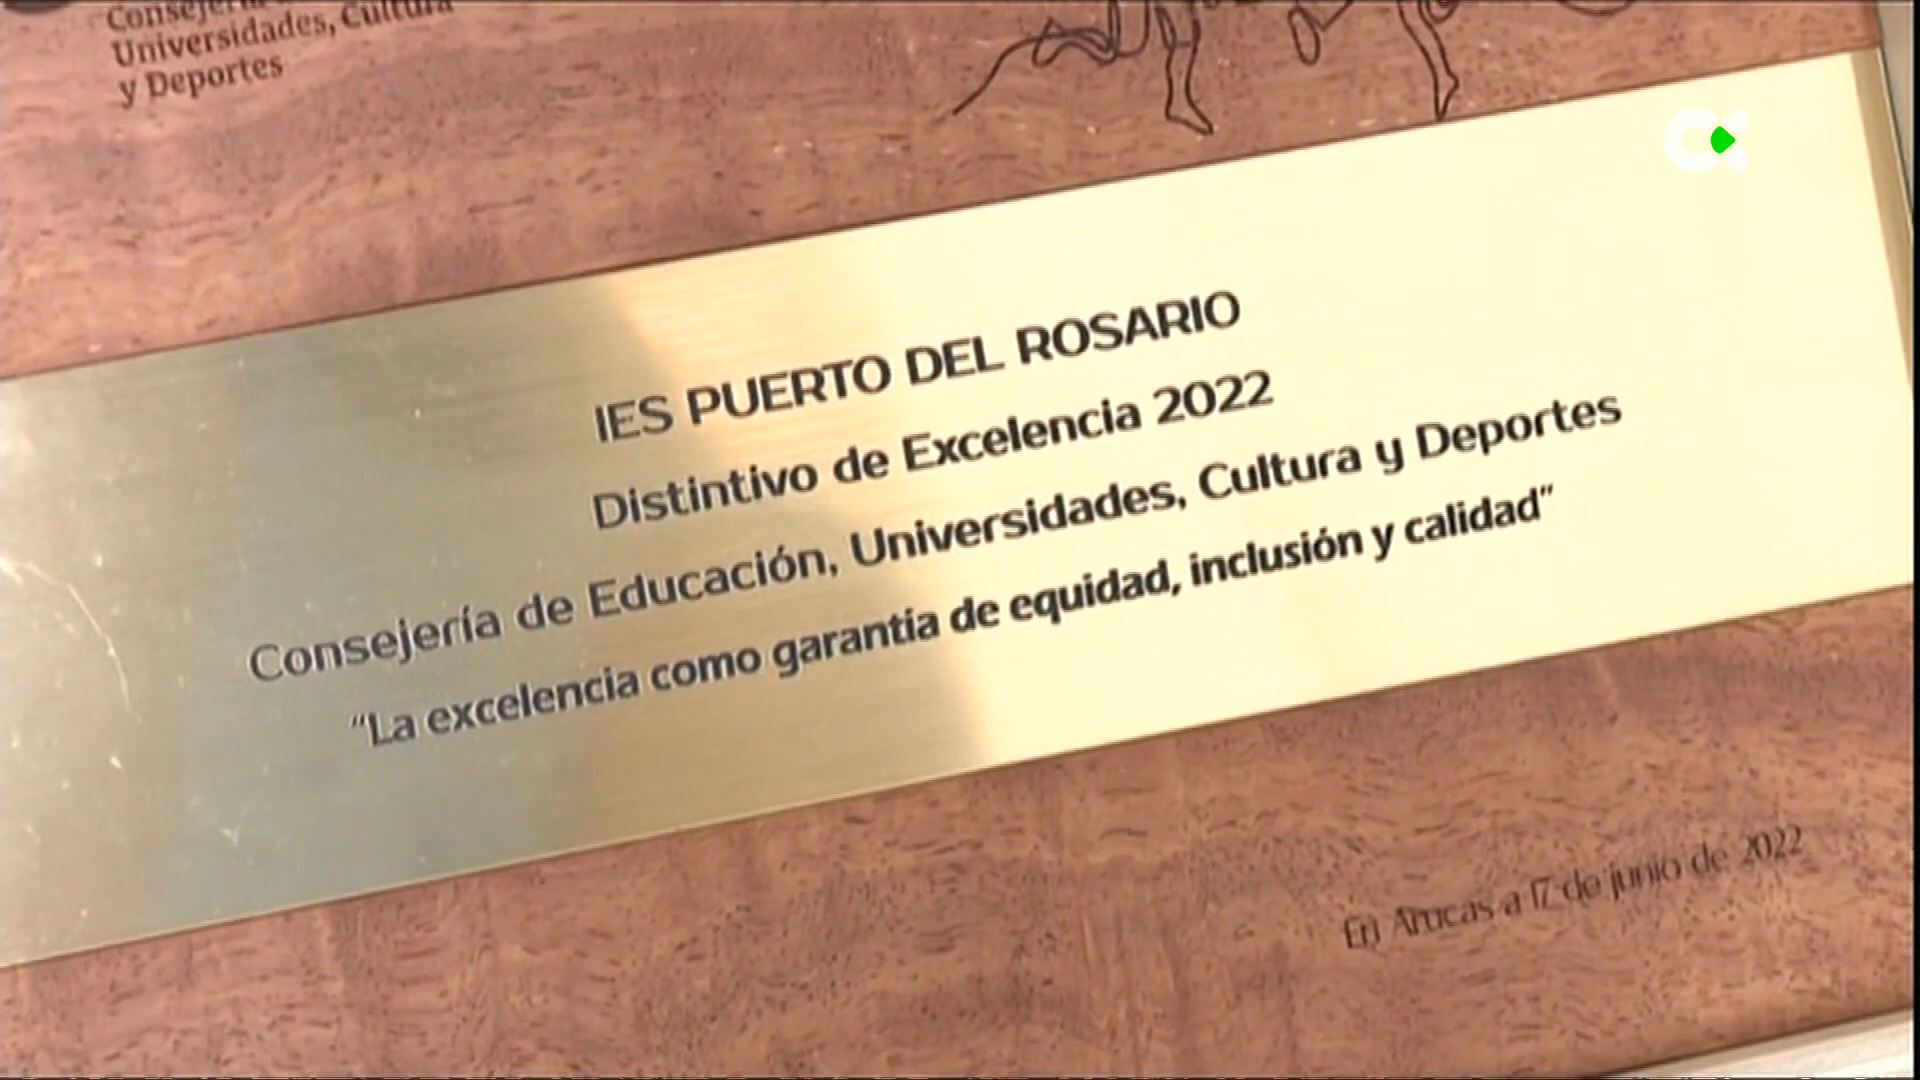 Universidades, Cultura
y Deportes
IES PUERTO DEL ROSARIO
Distintivo de Excelencia 2022
Consejería de Educación, Universidades, Cultura y Deportes
“La excelencia como garantía de equidad, inclusión y calidad”
En Arucas a 17 de junio de 2022